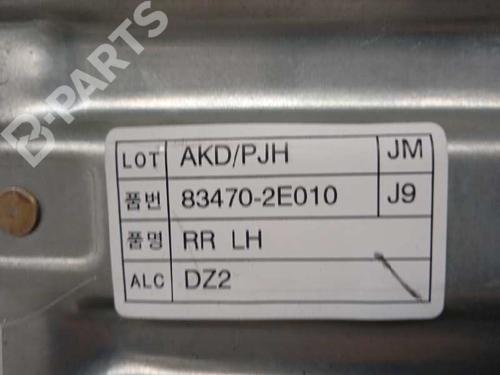 B-PARTS
LOT AKD/PJH JM
품번 83470-2E010 J9
품명 RR LH
ALC DZ2